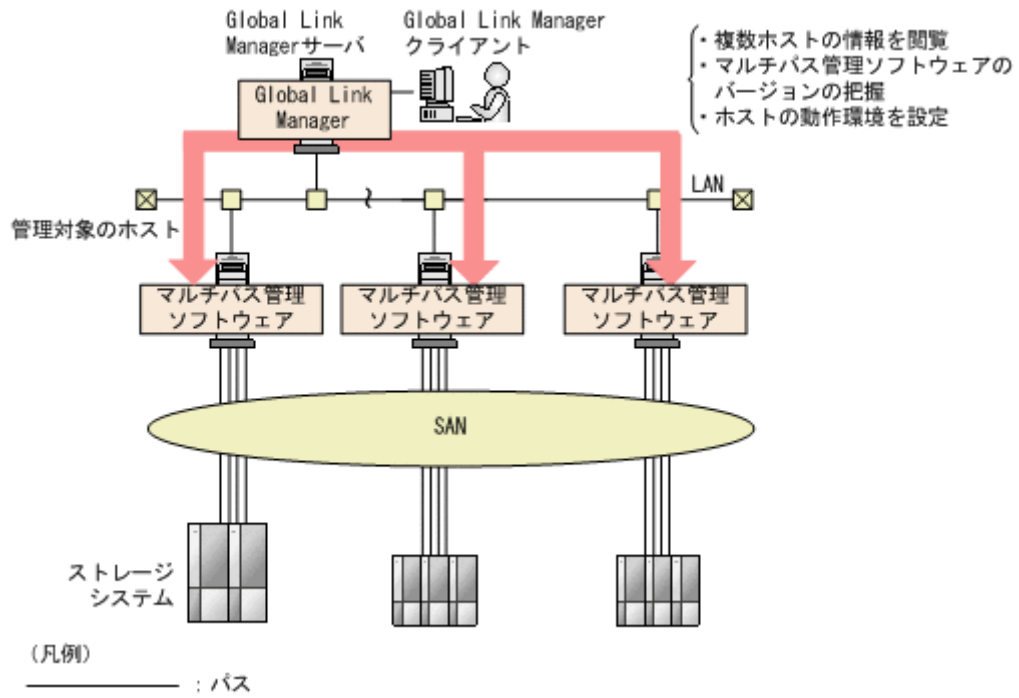 Global Link
Managerサーバ
Global Link Manager
クライアント
・複数ホストの情報を閲覧
・マルチパス管理ソフトウェアの
バージョンの把握
・ホストの動作環境を設定
Global Link
Manager
LAN
管理対象のホスト
マルチパス管理
ソフトウェア
マルチパス管理
ソフトウェア
マルチパス管理
ソフトウェア
SAN
ストレージ
システム
(凡例)
: パス